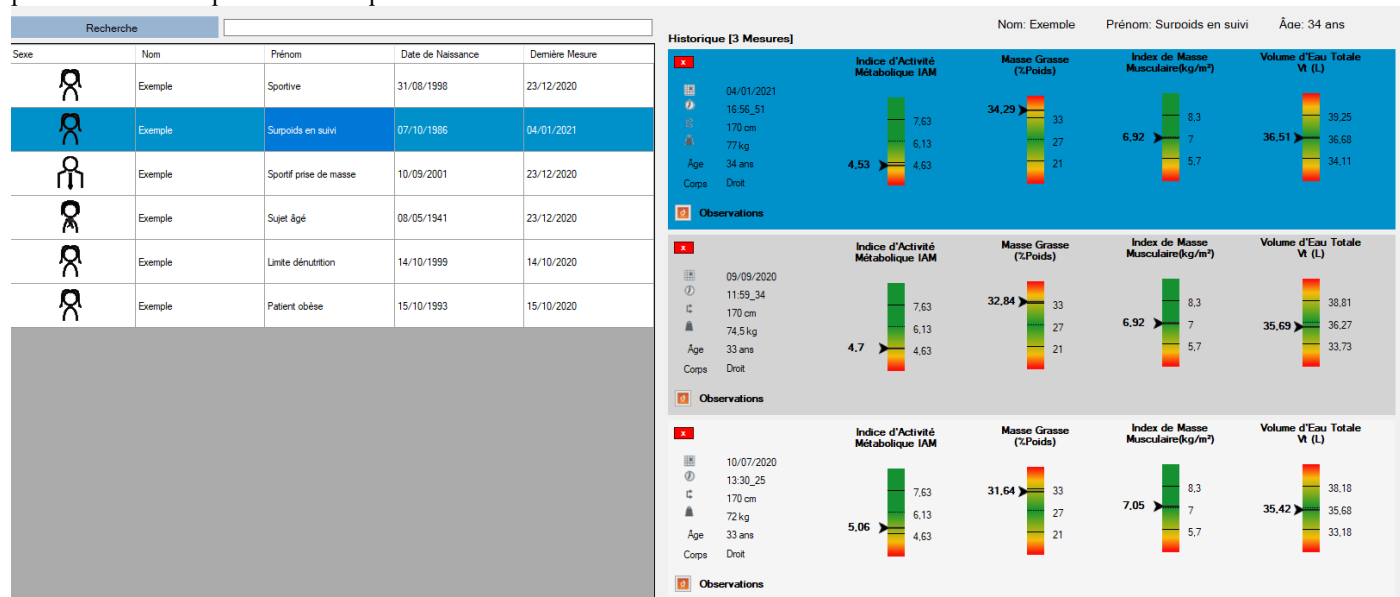 Recherche
Sexe Nom Prénom Date de Naissance Dernière Mesure
Exemple Sportive 31/08/1998 23/12/2020
Exemple Surpoids en suivi 07/10/1986 04/01/2021
Exemple Sportif prise de masse 10/09/2001 23/12/2020
Exemple Sujet âgé 08/05/1941 23/12/2020
Exemple Limite dénutrition 14/10/1999 14/10/2020
Exemple Patient obèse 15/10/1993 15/10/2020
Nom: Exemple Prénom: Surpoids en suivi Âge: 34 ans
Historique [3 Mesures]
x
Indice d'Activité Métabolique IAM
Masse Grasse (%Poids)
Index de Masse Musculaire(kg/m²)
Volume d'Eau Totale Vt (L)
04/01/2021
16:56_51
170 cm
77 kg
Âge 34 ans
Corps Droit
4,53 7,63 6,13 4,63
34,29 33 27 21
6,92 8,3 7 5,7
36,51 39,25 36,68 34,11
Observations
x
Indice d'Activité Métabolique IAM
Masse Grasse (%Poids)
Index de Masse Musculaire(kg/m²)
Volume d'Eau Totale Vt (L)
09/09/2020
11:59_34
170 cm
74,5 kg
Âge 33 ans
Corps Droit
4.7 7,63 6,13 4,63
32,84 33 27 21
6,92 8,3 7 5,7
35,69 38,81 36,27 33,73
Observations
x
Indice d'Activité Métabolique IAM
Masse Grasse (%Poids)
Index de Masse Musculaire(kg/m²)
Volume d'Eau Totale Vt (L)
10/07/2020
13:30_25
170 cm
72 kg
Âge 33 ans
Corps Droit
5,06 7,63 6,13 4,63
31,64 33 27 21
7,05 8,3 7 5,7
35,42 38,18 35,68 33,18
Observations